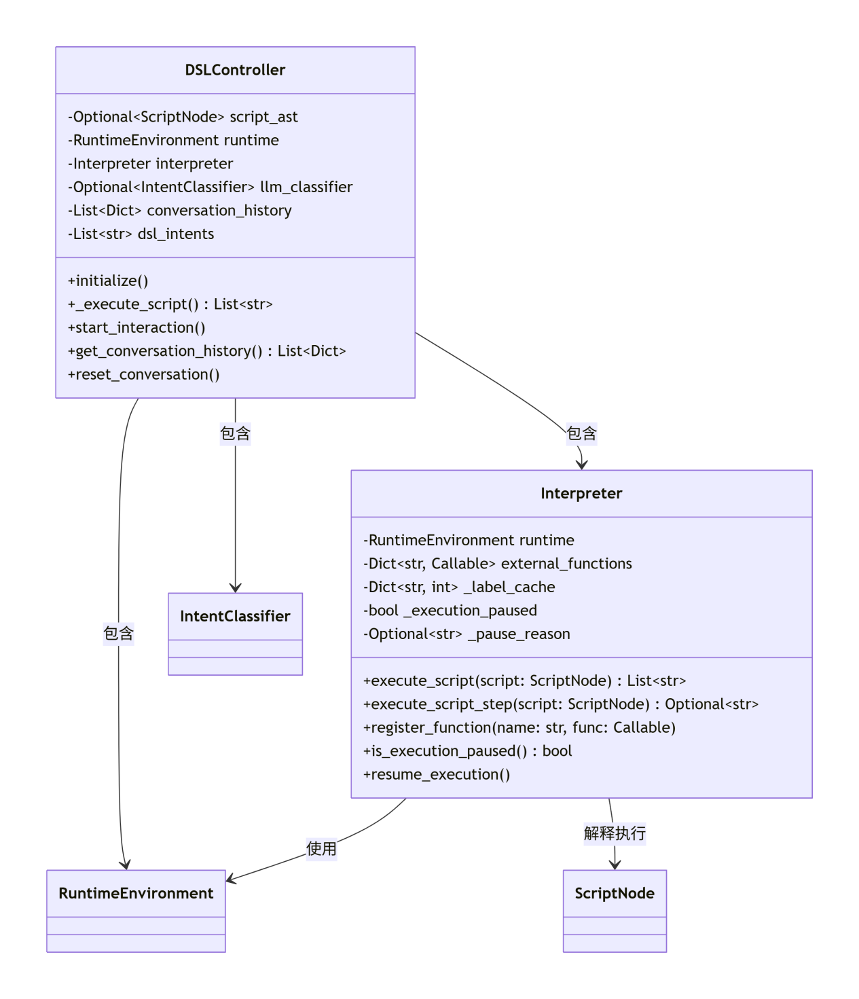 DSLController
-Optional<ScriptNode> script_ast
-RuntimeEnvironment runtime
-Interpreter interpreter
-Optional<IntentClassifier> llm_classifier
-List<Dict> conversation_history
-List<str> dsl_intents
+initialize()
+_execute_script() : List<str>
+start_interaction()
+get_conversation_history() : List<Dict>
+reset_conversation()
包含
包含
Interpreter
-RuntimeEnvironment runtime
-Dict<str, Callable> external_functions
-Dict<str, int> _label_cache
-bool _execution_paused
-Optional<str> _pause_reason
+execute_script(script: ScriptNode) : List<str>
+execute_script_step(script: ScriptNode) : Optional<str>
+register_function(name: str, func: Callable)
+is_execution_paused() : bool
+resume_execution()
IntentClassifier
包含
使用
解释执行
RuntimeEnvironment
ScriptNode